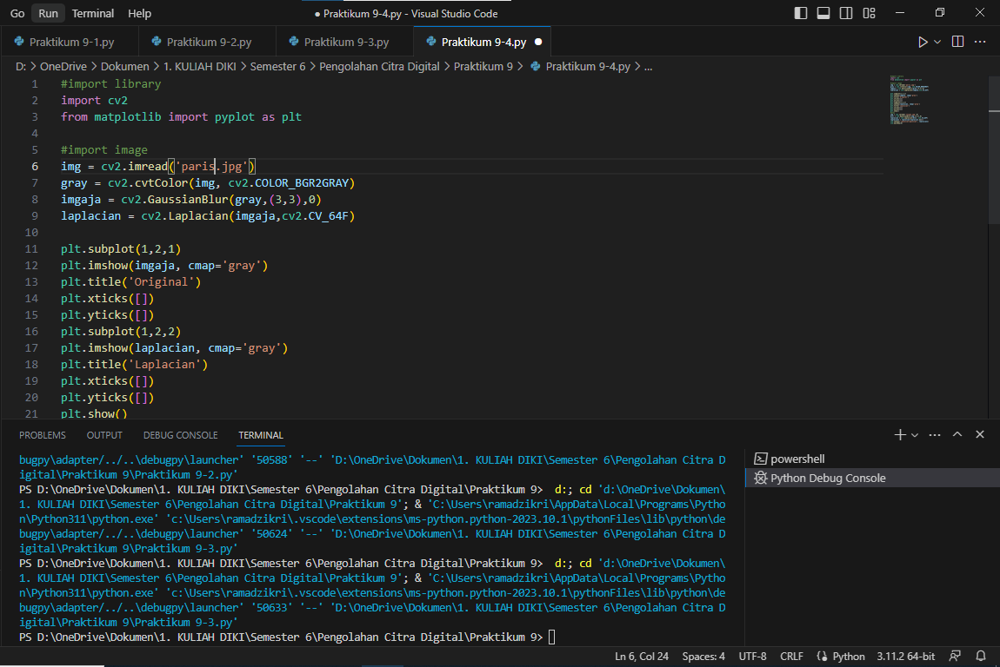 Go Run Terminal Help ● Praktikum 9-4.py - Visual Studio Code
Praktikum 9-1.py Praktikum 9-2.py Praktikum 9-3.py Praktikum 9-4.py ●
D: > OneDrive > Dokumen > 1. KULIAH DIKI > Semester 6 > Pengolahan Citra Digital > Praktikum 9 > Praktikum 9-4.py > ...
1 #import library
2 import cv2
3 from matplotlib import pyplot as plt
4
5 #import image
6 img = cv2.imread('paris.jpg')
7 gray = cv2.cvtColor(img, cv2.COLOR_BGR2GRAY)
8 imgaja = cv2.GaussianBlur(gray,(3,3),0)
9 laplacian = cv2.Laplacian(imgaja,cv2.CV_64F)
10
11 plt.subplot(1,2,1)
12 plt.imshow(imgaja, cmap='gray')
13 plt.title('Original')
14 plt.xticks([])
15 plt.yticks([])
16 plt.subplot(1,2,2)
17 plt.imshow(laplacian, cmap='gray')
18 plt.title('Laplacian')
19 plt.xticks([])
20 plt.yticks([])
21 plt.show()
PROBLEMS OUTPUT DEBUG CONSOLE TERMINAL
bugpy\adapter/../..\debugpy\launcher' '50588' '--' 'D:\OneDrive\Dokumen\1. KULIAH DIKI\Semester 6\Pengolahan Citra D
igital\Praktikum 9\Praktikum 9-2.py'
PS D:\OneDrive\Dokumen\1. KULIAH DIKI\Semester 6\Pengolahan Citra Digital\Praktikum 9>  d:; cd 'd:\OneDrive\Dokumen\
1. KULIAH DIKI\Semester 6\Pengolahan Citra Digital\Praktikum 9'; & 'C:\Users\ramadzikri\AppData\Local\Programs\Pytho
n\Python311\python.exe' 'c:\Users\ramadzikri\.vscode\extensions\ms-python.python-2023.10.1\pythonFiles\lib\python\de
bugpy\adapter/../..\debugpy\launcher' '50624' '--' 'D:\OneDrive\Dokumen\1. KULIAH DIKI\Semester 6\Pengolahan Citra D
igital\Praktikum 9\Praktikum 9-3.py'
PS D:\OneDrive\Dokumen\1. KULIAH DIKI\Semester 6\Pengolahan Citra Digital\Praktikum 9>  d:; cd 'd:\OneDrive\Dokumen\
1. KULIAH DIKI\Semester 6\Pengolahan Citra Digital\Praktikum 9'; & 'C:\Users\ramadzikri\AppData\Local\Programs\Pytho
n\Python311\python.exe' 'c:\Users\ramadzikri\.vscode\extensions\ms-python.python-2023.10.1\pythonFiles\lib\python\de
bugpy\adapter/../..\debugpy\launcher' '50633' '--' 'D:\OneDrive\Dokumen\1. KULIAH DIKI\Semester 6\Pengolahan Citra D
igital\Praktikum 9\Praktikum 9-3.py'
PS D:\OneDrive\Dokumen\1. KULIAH DIKI\Semester 6\Pengolahan Citra Digital\Praktikum 9>
powershell
Python Debug Console
Ln 6, Col 24 Spaces: 4 UTF-8 CRLF Python 3.11.2 64-bit